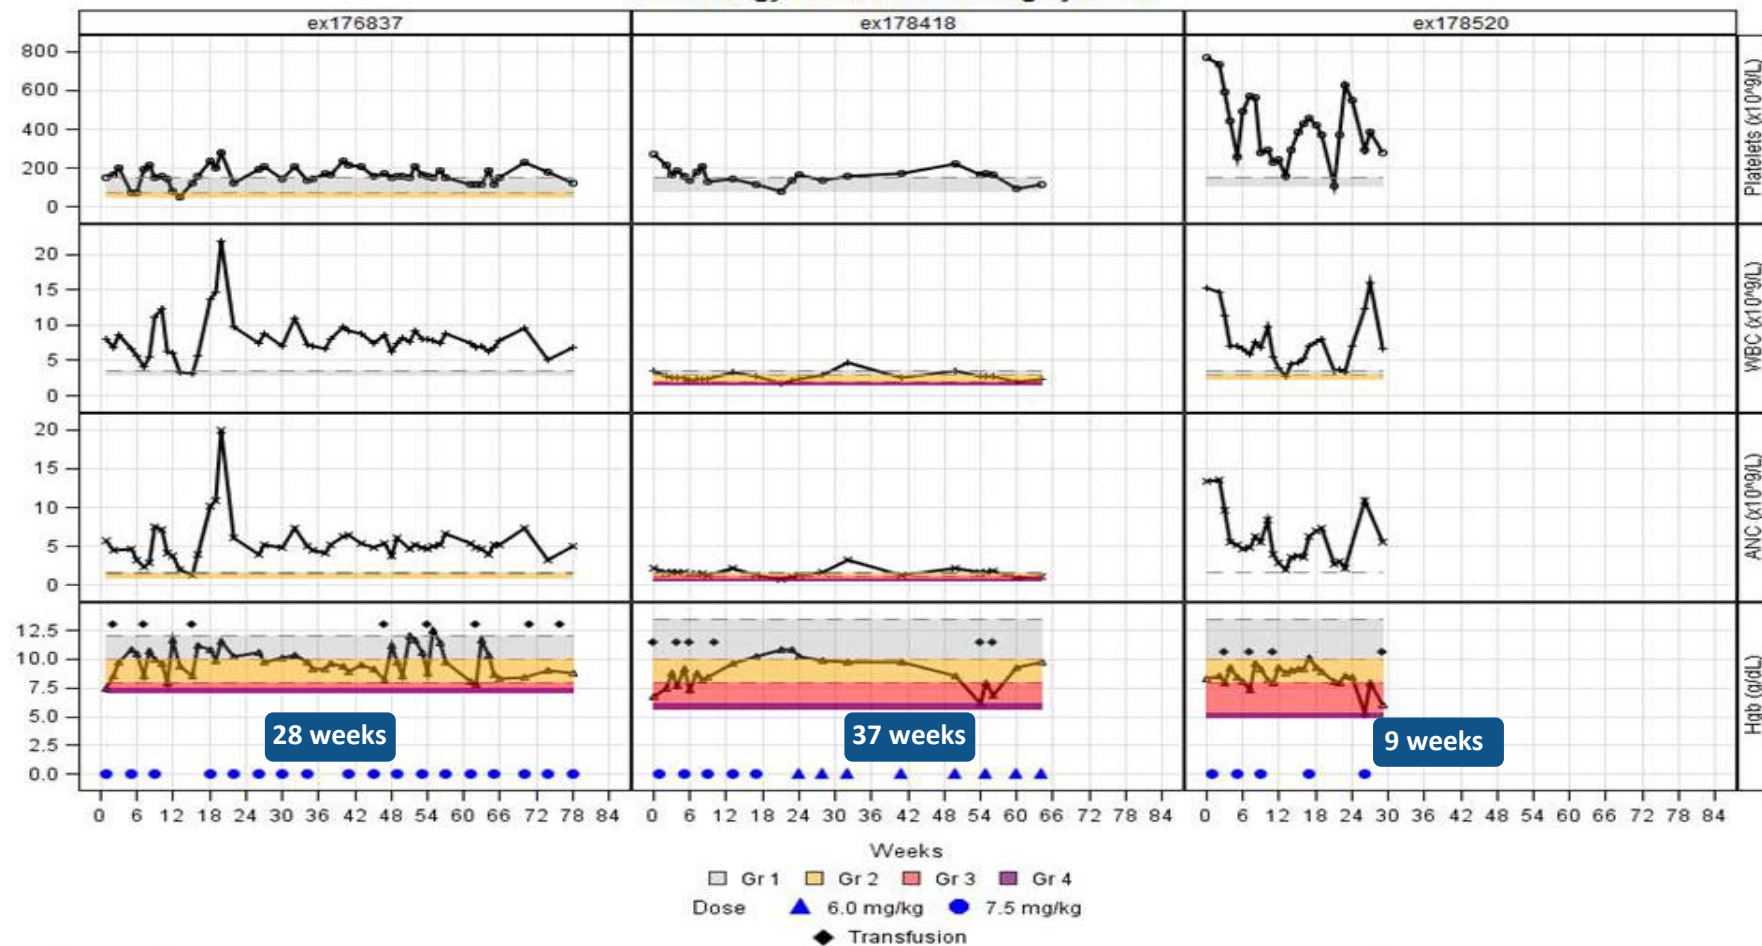 ex176837 ex178418 ex178520
800
600
400
200
0
Platelets (x10^9/L)
20
15
10
5
0
WBC (x10^9/L)
20
15
10
5
0
ANC (x10^9/L)
12.5
10.0
7.5
5.0
2.5
0.0
Hgb (g/dL)
28 weeks
37 weeks
9 weeks
0 6 12 18 24 30 36 42 48 54 60 66 72 78 84 0 6 12 18 24 30 36 42 48 54 60 66 72 78 84 0 6 12 18 24 30 36 42 48 54 60 66 72 78 84
Weeks
Gr 1 Gr 2 Gr 3 Gr 4
Dose 6.0 mg/kg 7.5 mg/kg
Transfusion